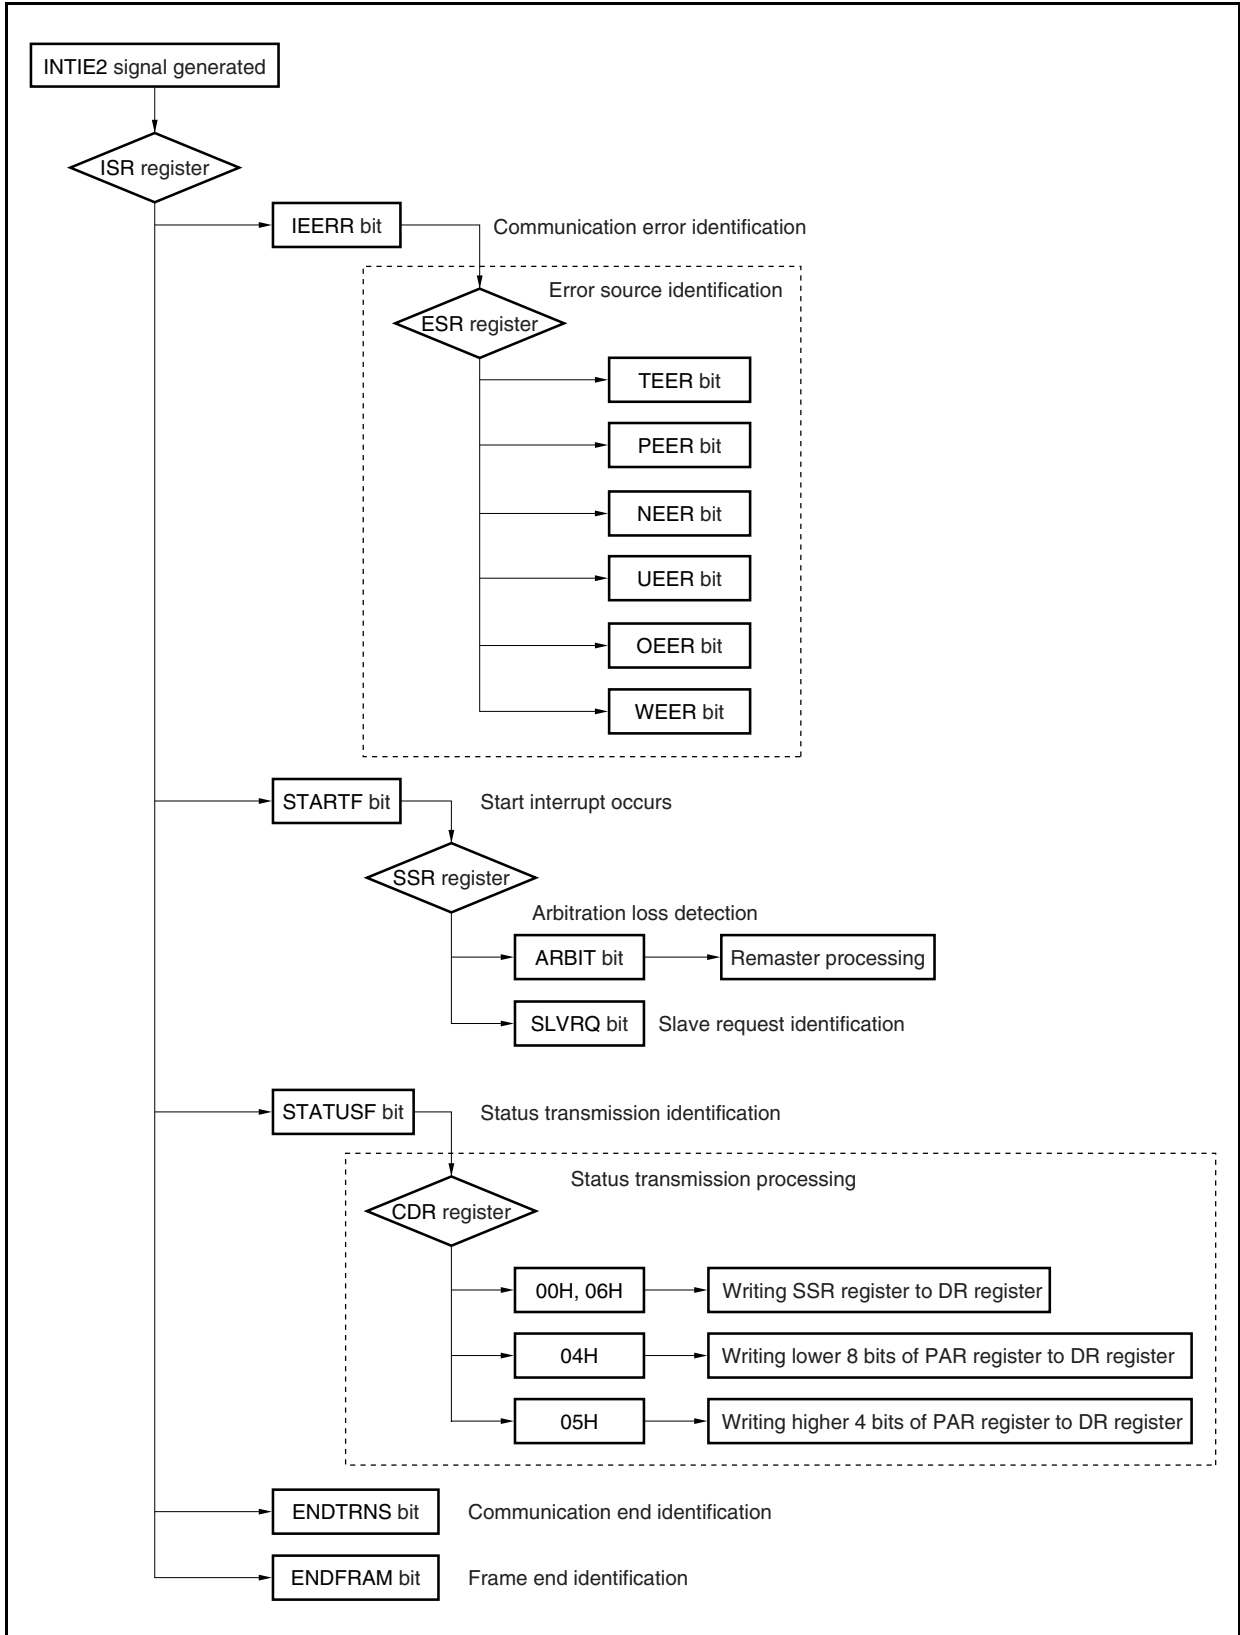 INTIE2 signal generated
ISR register
IEERR bit
Communication error identification
Error source identification
ESR register
TEER bit
PEER bit
NEER bit
UEER bit
OEER bit
WEER bit
STARTF bit
Start interrupt occurs
SSR register
Arbitration loss detection
ARBIT bit
Remaster processing
SLVRQ bit
Slave request identification
STATUSF bit
Status transmission identification
Status transmission processing
CDR register
00H, 06H
Writing SSR register to DR register
04H
Writing lower 8 bits of PAR register to DR register
05H
Writing higher 4 bits of PAR register to DR register
ENDTRNS bit
Communication end identification
ENDFRAM bit
Frame end identification